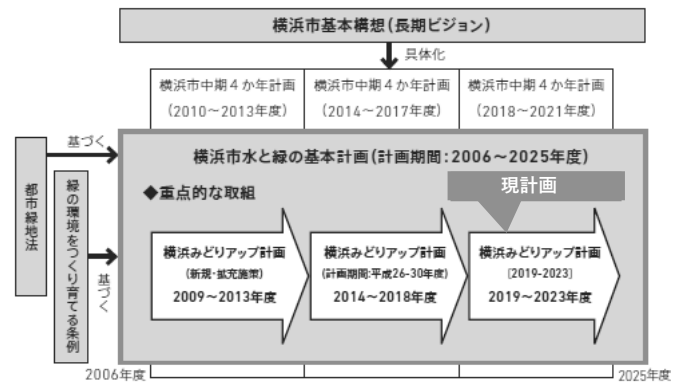 横浜市基本構想(長期ビジョン)
具体化
横浜市中期4か年計画
(2010～2013年度)
横浜市中期4か年計画
(2014～2017年度)
横浜市中期4か年計画
(2018～2021年度)
基づく
都市緑地法
緑の環境をつくり育てる条例
基づく
横浜市水と緑の基本計画(計画期間:2006～2025年度)
◆重点的な取組
現計画
横浜みどりアップ計画
(新規・拡充施策)
2009～2013年度
横浜みどりアップ計画
(計画期間:平成26-30年度)
2014～2018年度
横浜みどりアップ計画
[2019-2023]
2019～2023年度
2006年度
2025年度